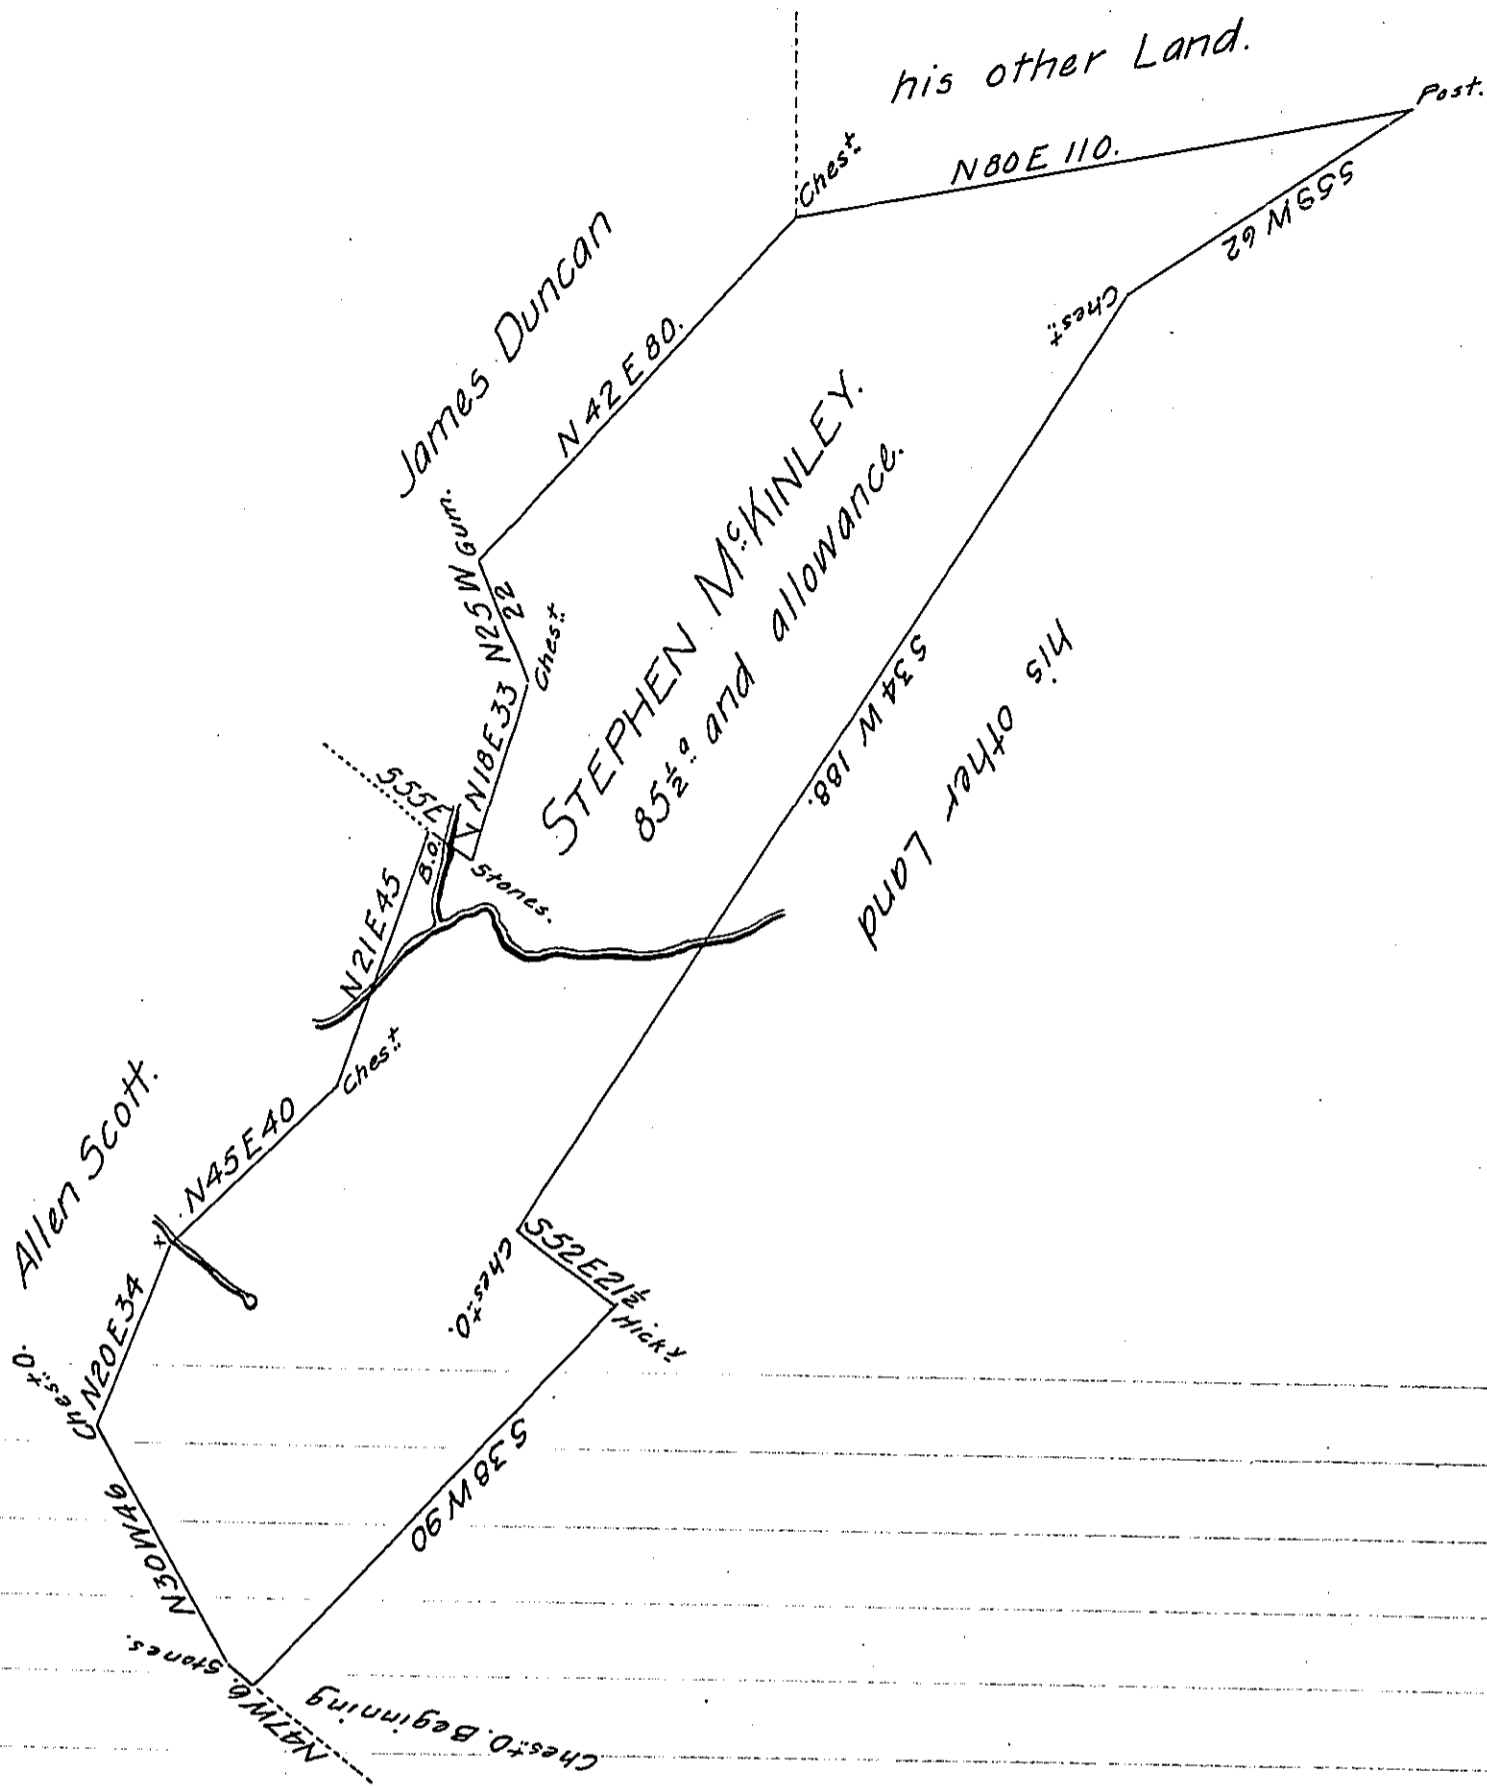 his other Land.
Post.
Chest
N80E 110.
S59W 62
Chest
James Duncan
N42E80.
Gum.
N25W
22
Chest
STEPHEN McKINLEY.
85½a and allowance.
S34W 188.
his other Land
N18E33
S55E
B.O.
Stones.
N21E45
Chest
Allen Scott.
N45E40
x
N20E34
Chest O.
Chest O.
S52E21½
Hicky
S38W90
N30W46
Stones.
N47W6.
Chest O. Beginning